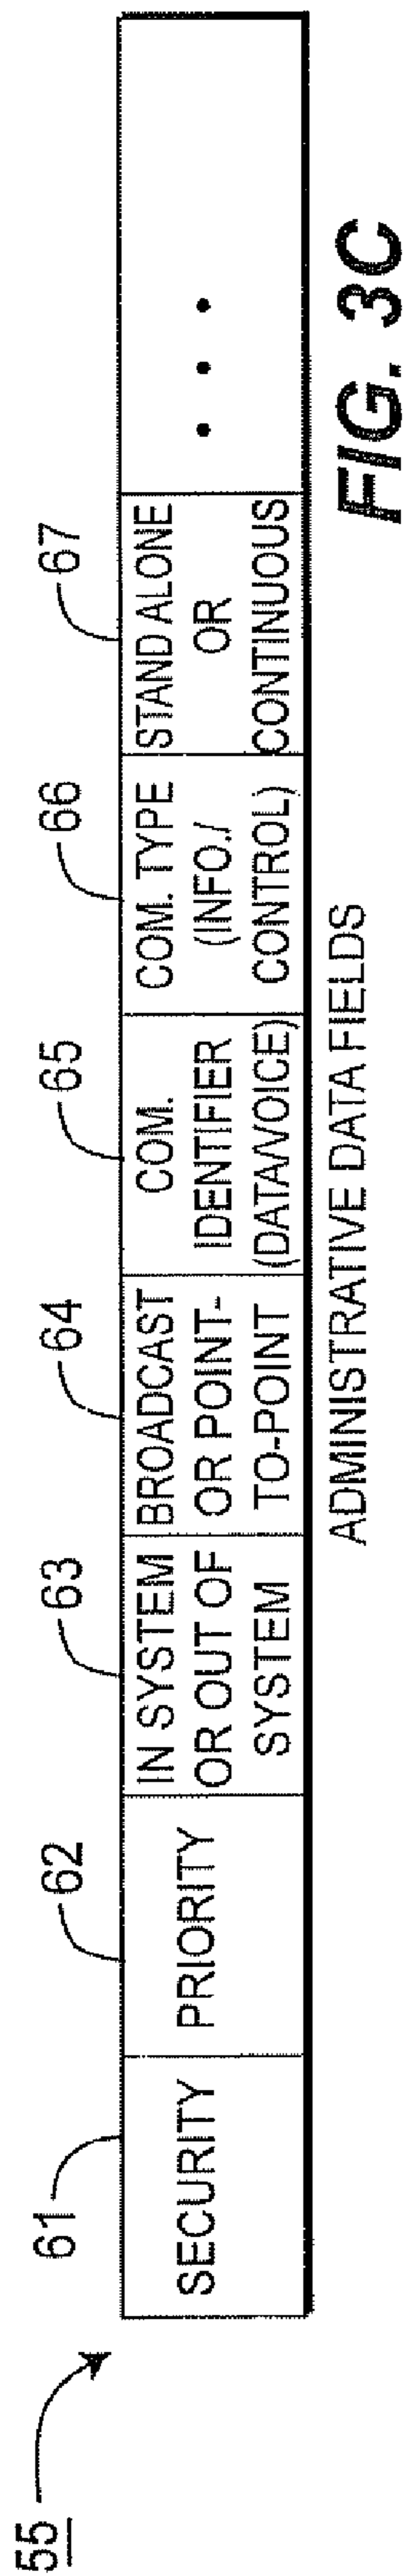 55
61
62
63
64
65
66
67
SECURITY
PRIORITY
IN SYSTEM
OR OUT OF
SYSTEM
BROADCAST
OR POINT-
TO-POINT
COM.
IDENTIFIER
(DATA/VOICE)
COM. TYPE
(INFO./
CONTROL)
STAND ALONE
OR
CONTINUOUS
• • •
ADMINISTRATIVE DATA FIELDS
FIG. 3C